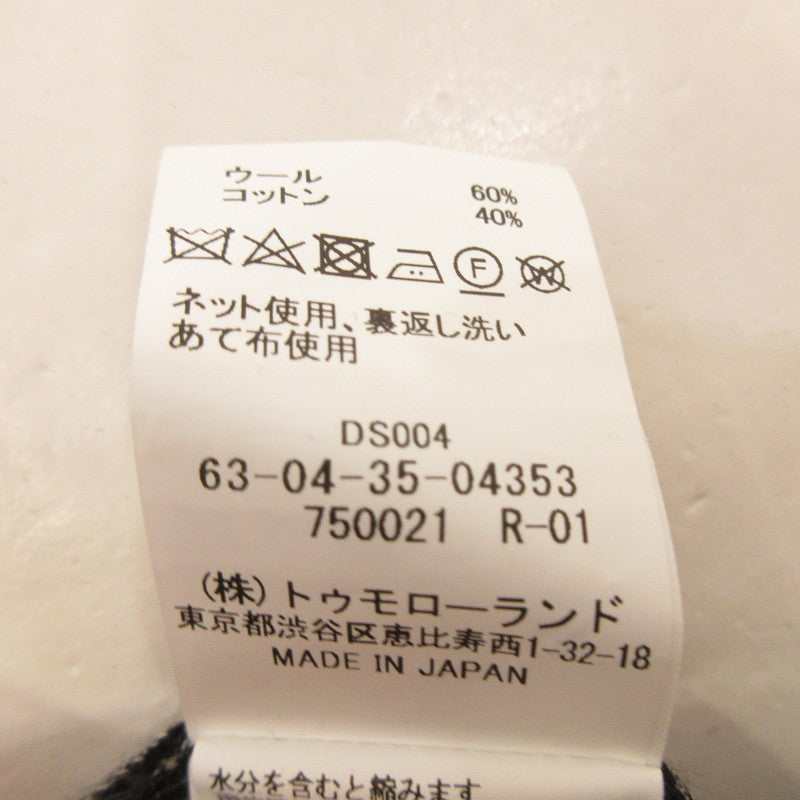 ウール 60%
コットン 40%
F W
ネット使用、裏返し洗い
あて布使用
DS004
63-04-35-04353
750021 R-01
(株)トゥモローランド
東京都渋谷区恵比寿西1-32-18
MADE IN JAPAN
水分を含むと縮みます